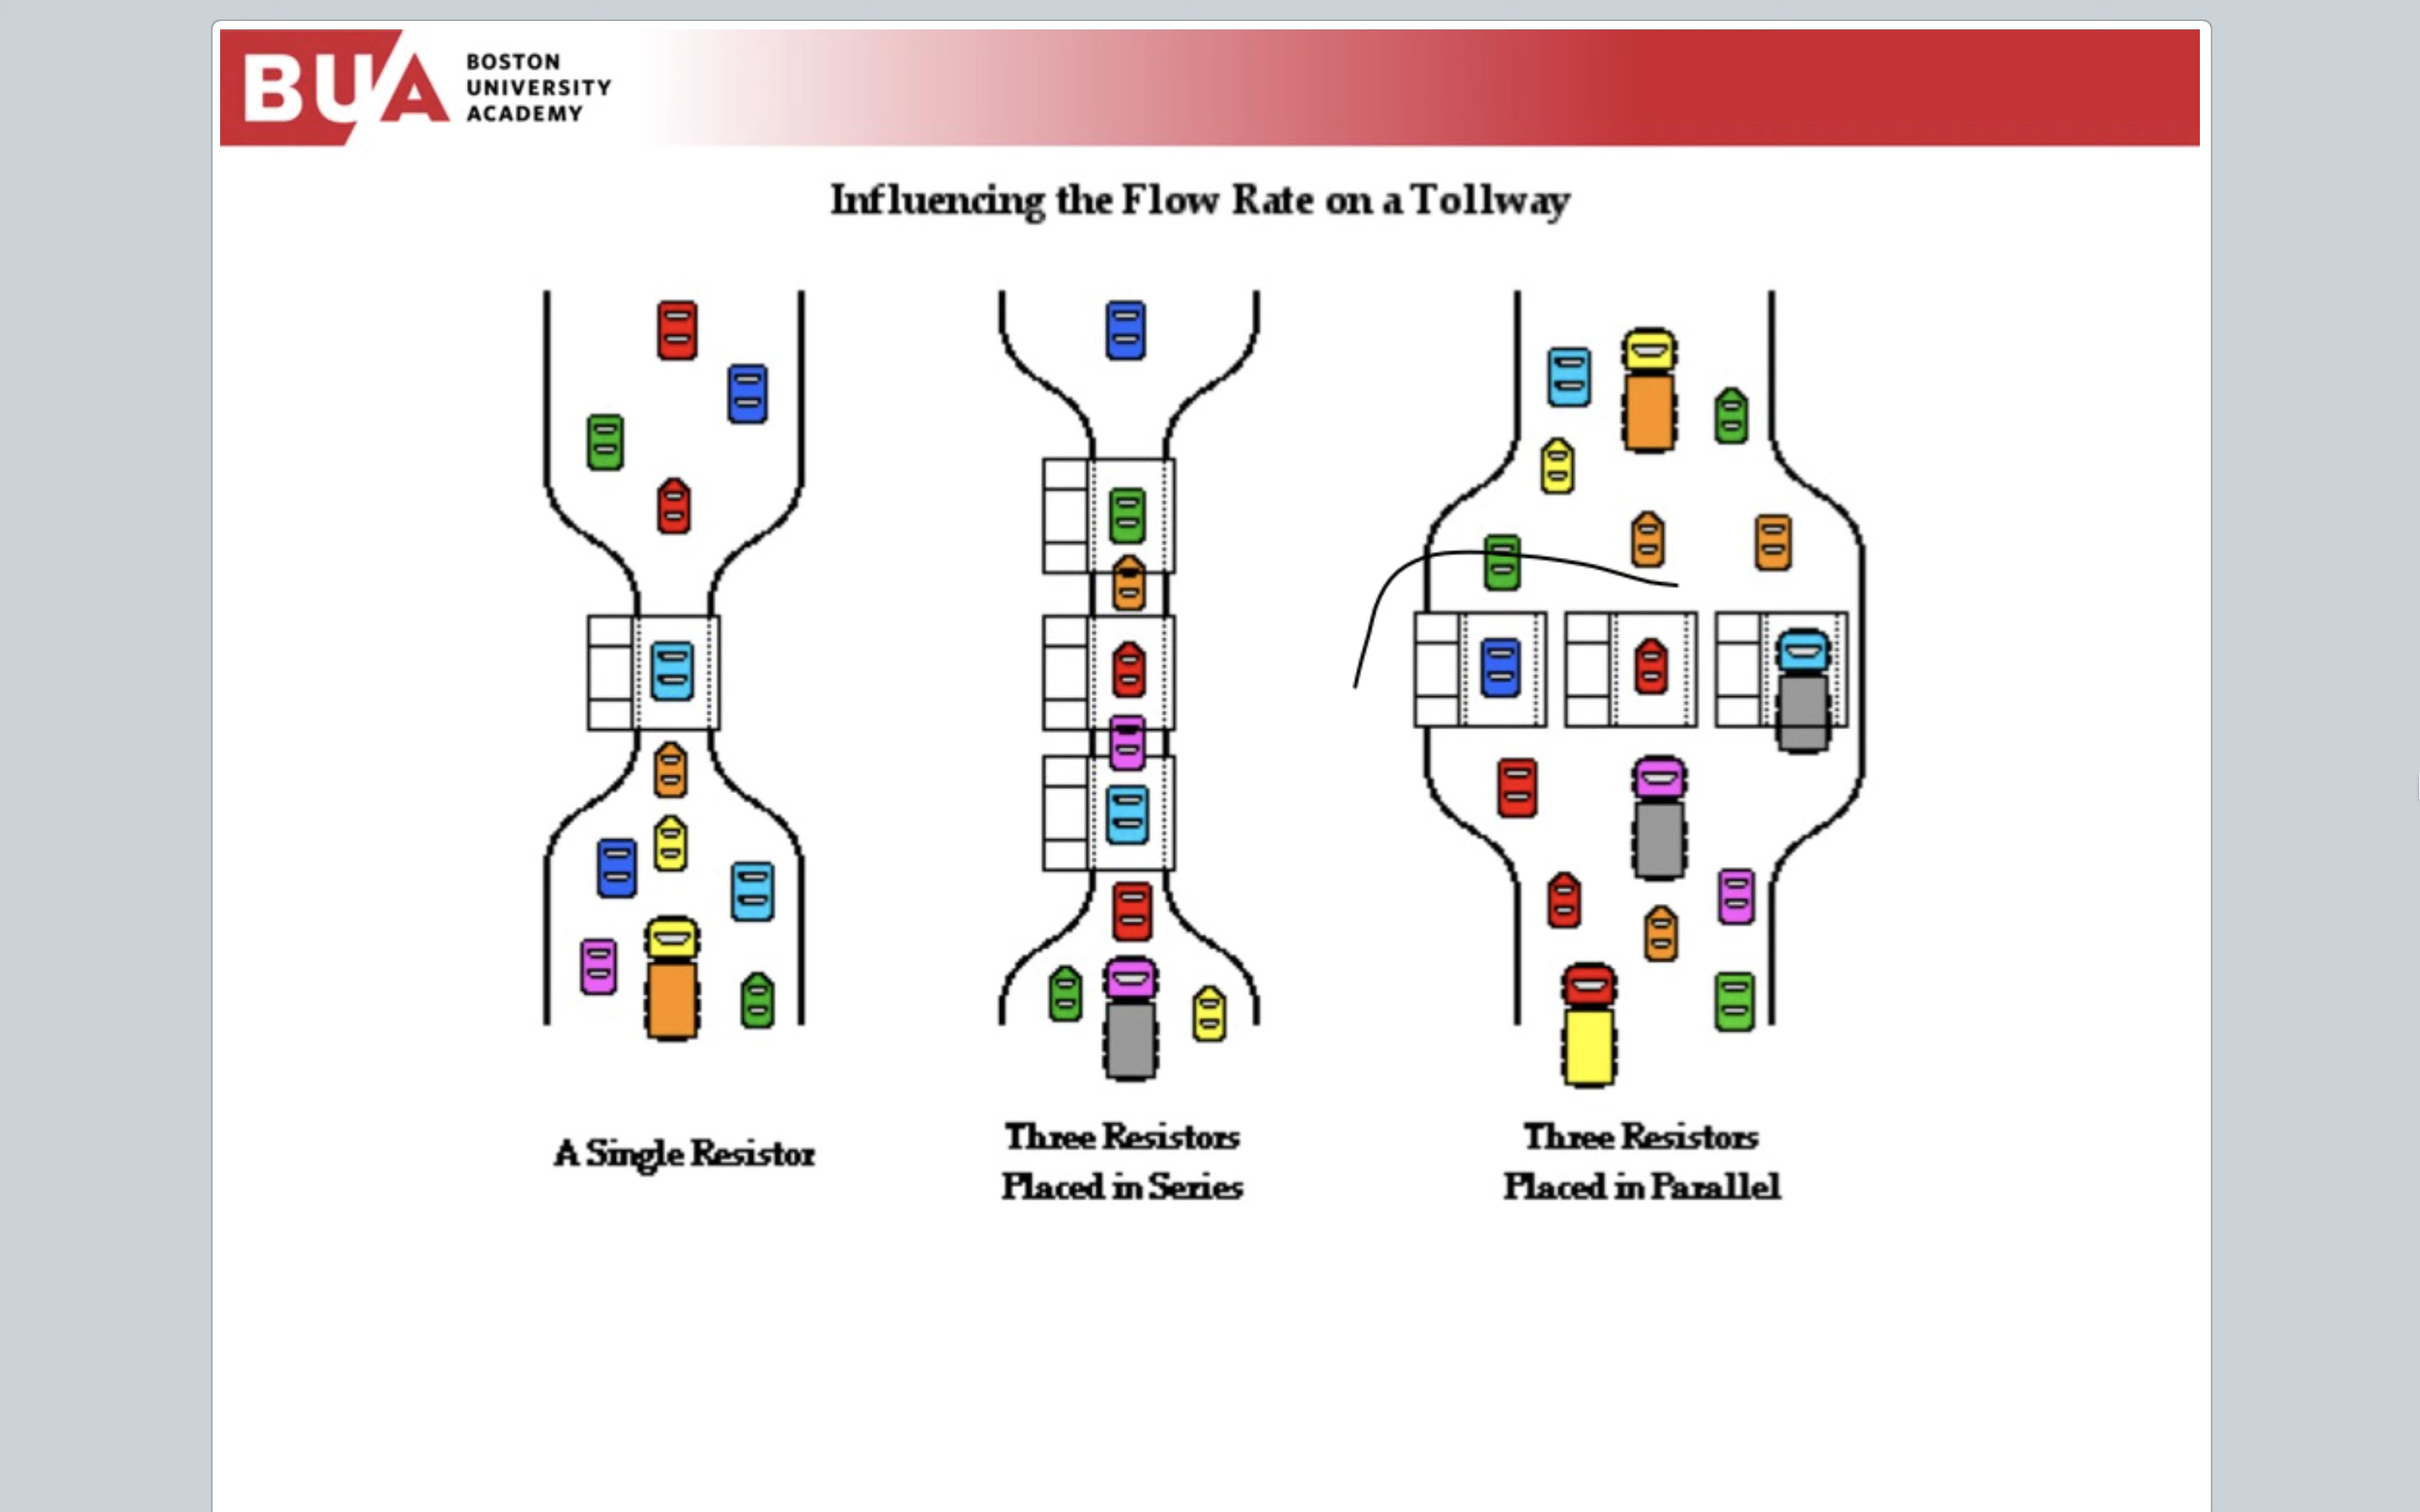 BUA
BOSTON
UNIVERSITY
ACADEMY
Influencing the Flow Rate on a Tollway
A Single Resistor
Three Resistors
Placed in Series
Three Resistors
Placed in Parallel